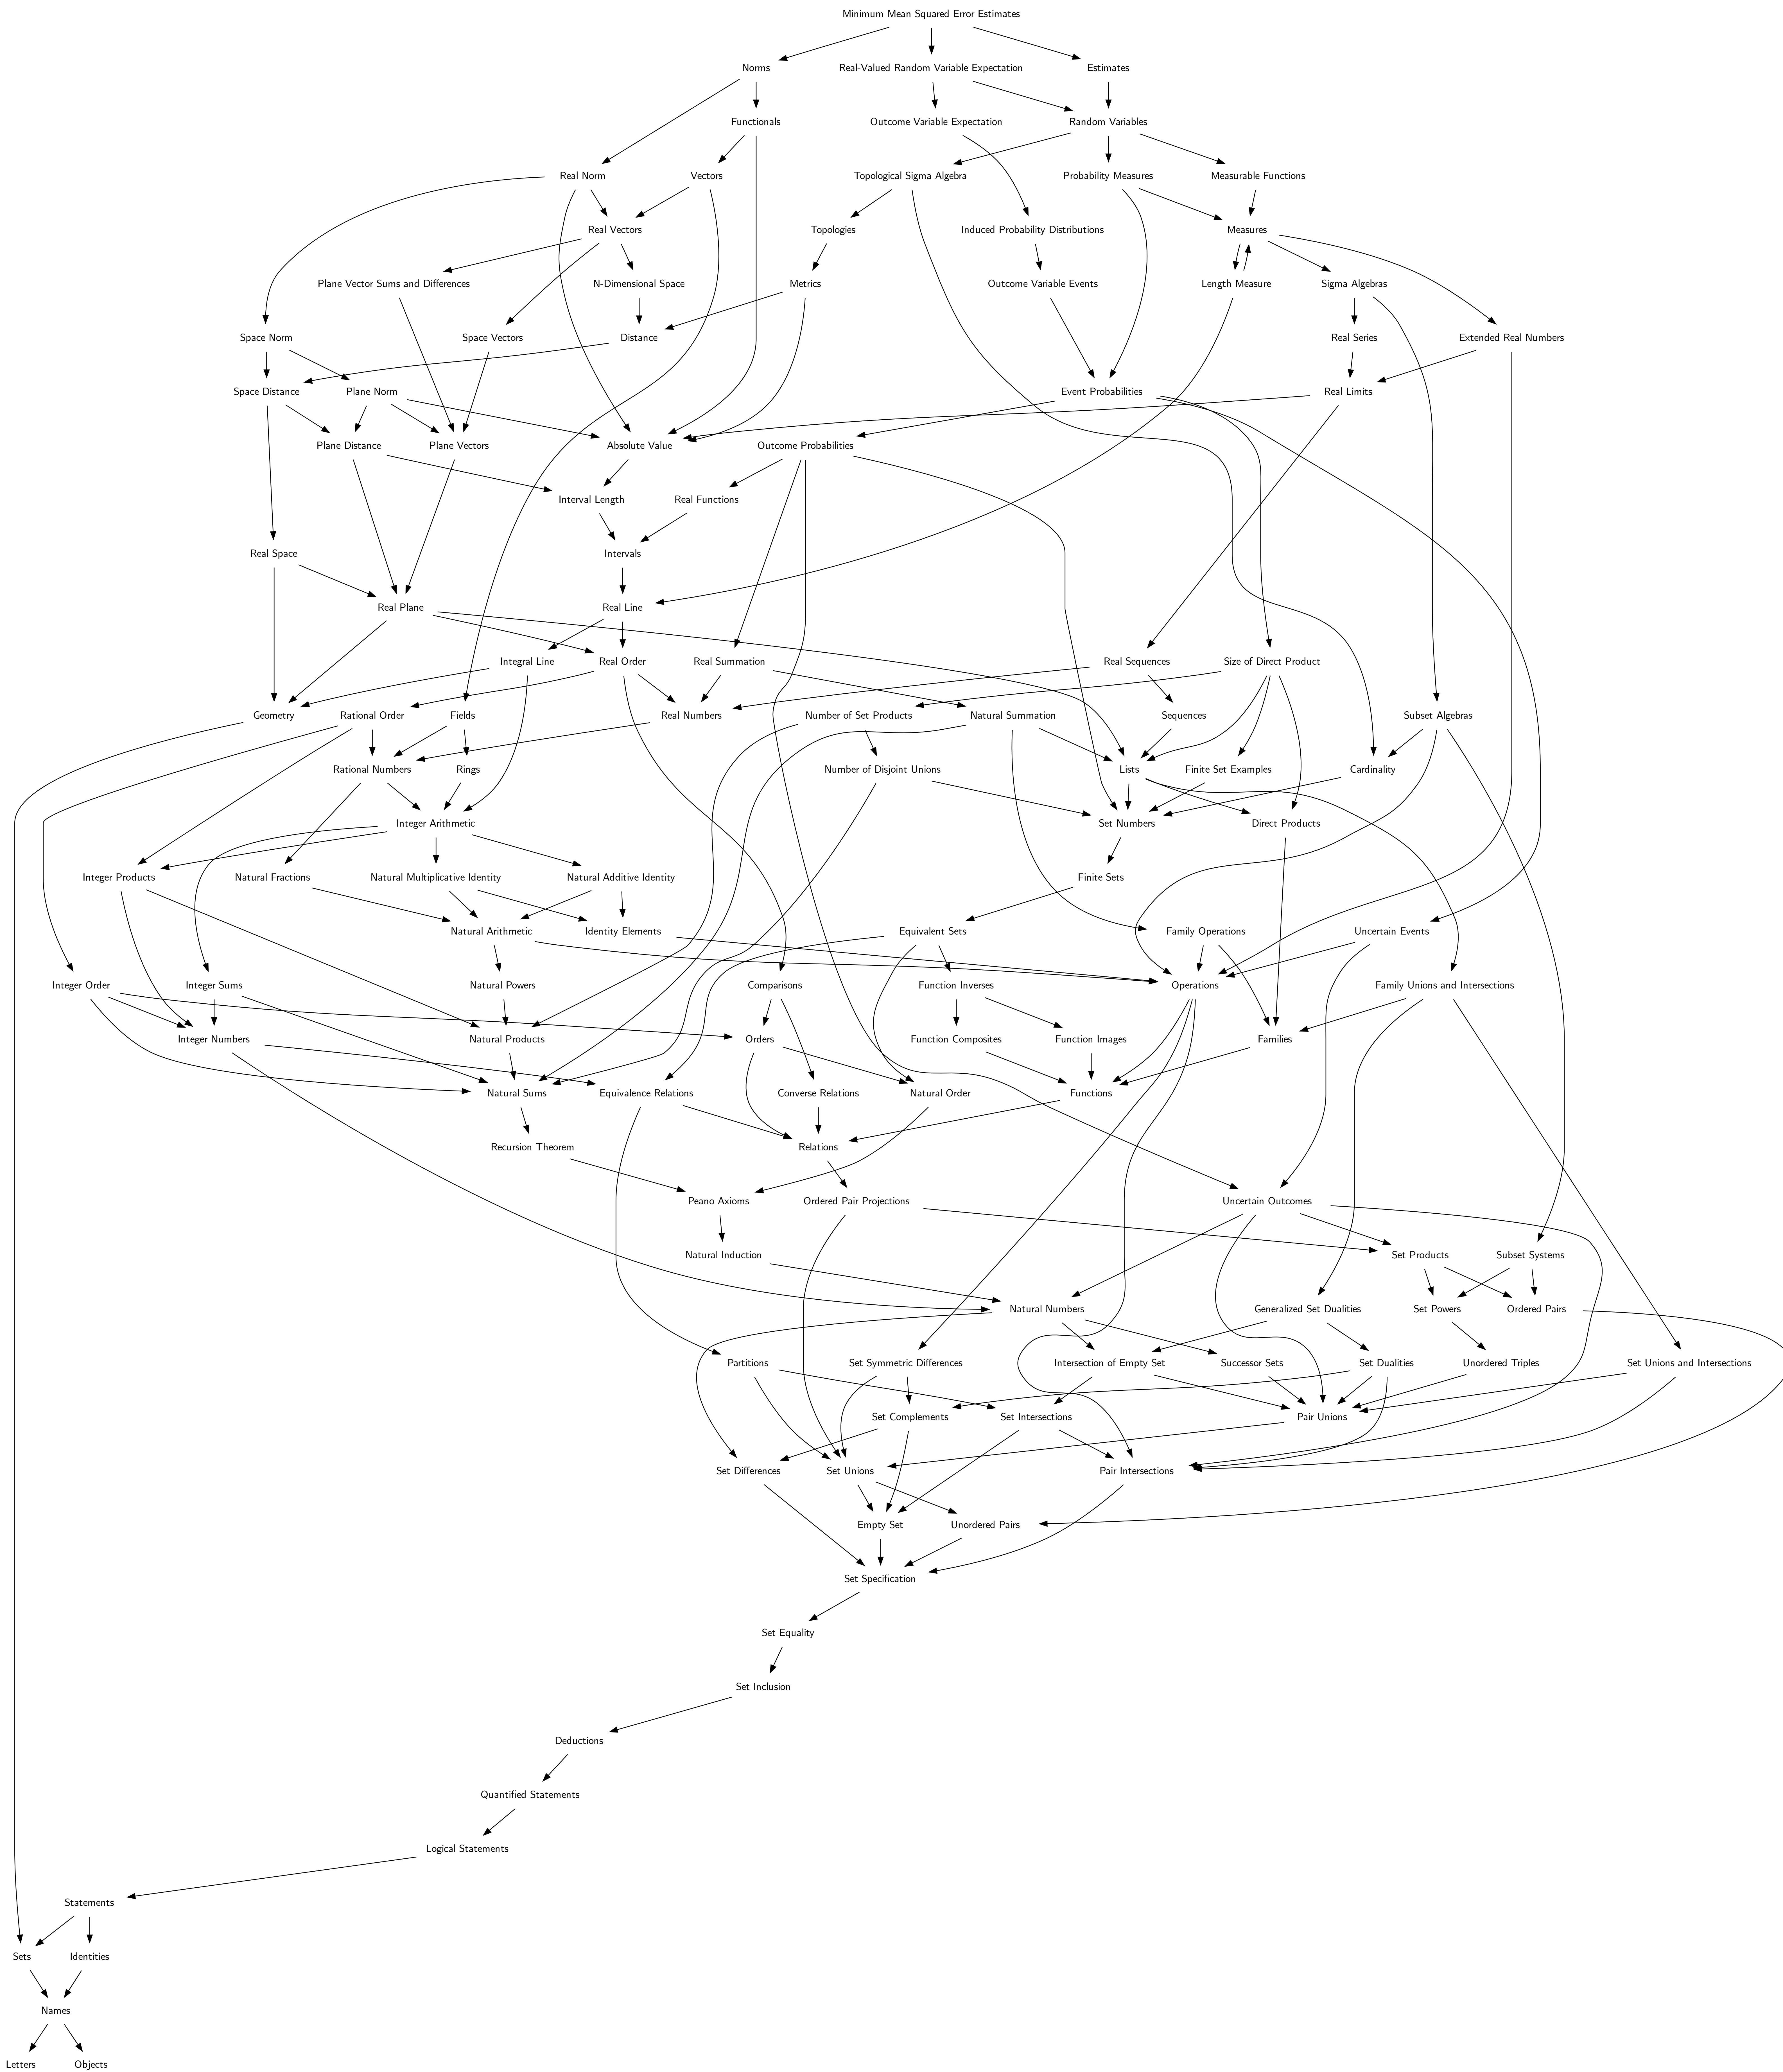 Minimum Mean Squared Error Estimates
Norms
Real-Valued Random Variable Expectation
Estimates
Functionals
Outcome Variable Expectation
Random Variables
Real Norm
Vectors
Topological Sigma Algebra
Probability Measures
Measurable Functions
Real Vectors
Topologies
Induced Probability Distributions
Measures
Plane Vector Sums and Differences
N-Dimensional Space
Metrics
Outcome Variable Events
Length Measure
Sigma Algebras
Space Norm
Space Vectors
Distance
Real Series
Extended Real Numbers
Space Distance
Plane Norm
Event Probabilities
Real Limits
Plane Distance
Plane Vectors
Absolute Value
Outcome Probabilities
Interval Length
Real Functions
Real Space
Intervals
Real Plane
Real Line
Integral Line
Real Order
Real Summation
Real Sequences
Size of Direct Product
Geometry
Rational Order
Fields
Real Numbers
Number of Set Products
Natural Summation
Sequences
Subset Algebras
Rational Numbers
Rings
Number of Disjoint Unions
Lists
Finite Set Examples
Cardinality
Integer Arithmetic
Set Numbers
Direct Products
Integer Products
Natural Fractions
Natural Multiplicative Identity
Natural Additive Identity
Finite Sets
Natural Arithmetic
Identity Elements
Equivalent Sets
Family Operations
Uncertain Events
Integer Order
Integer Sums
Natural Powers
Comparisons
Function Inverses
Operations
Family Unions and Intersections
Integer Numbers
Natural Products
Orders
Function Composites
Function Images
Families
Natural Sums
Equivalence Relations
Converse Relations
Natural Order
Functions
Recursion Theorem
Relations
Peano Axioms
Ordered Pair Projections
Uncertain Outcomes
Natural Induction
Set Products
Subset Systems
Natural Numbers
Generalized Set Dualities
Set Powers
Ordered Pairs
Partitions
Set Symmetric Differences
Intersection of Empty Set
Successor Sets
Set Dualities
Unordered Triples
Set Unions and Intersections
Set Complements
Set Intersections
Pair Unions
Set Differences
Set Unions
Pair Intersections
Empty Set
Unordered Pairs
Set Specification
Set Equality
Set Inclusion
Deductions
Quantified Statements
Logical Statements
Statements
Sets
Identities
Names
Letters
Objects